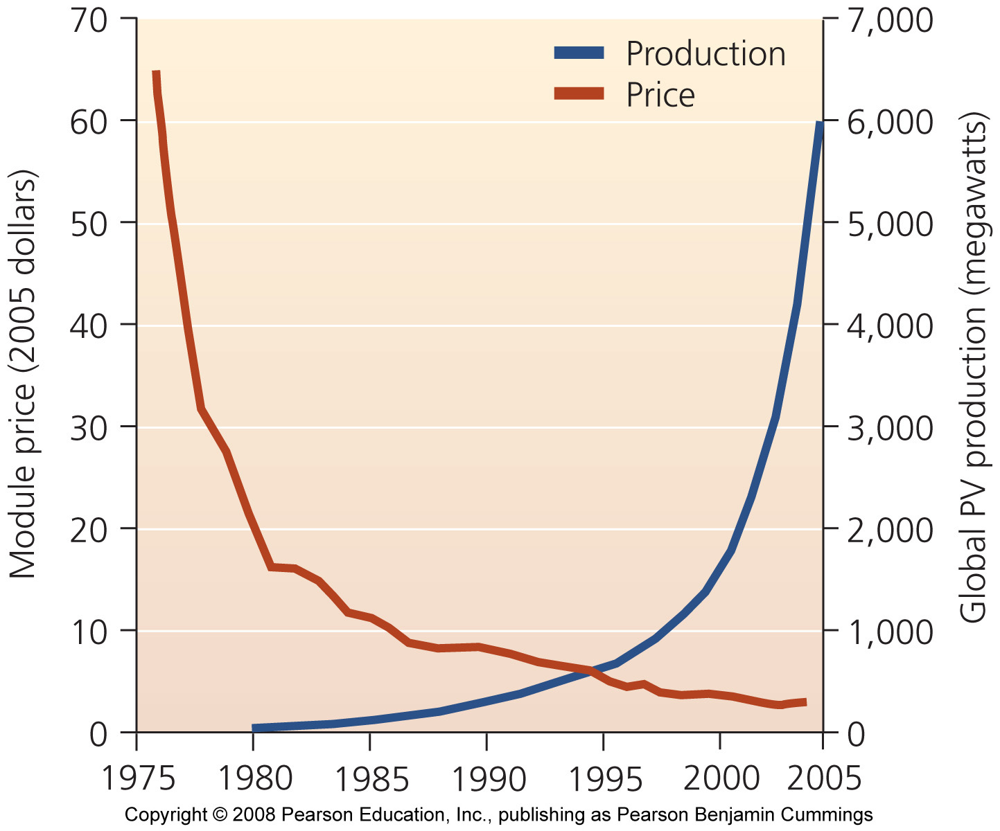 Production
Price
Module price (2005 dollars)
70
60
50
40
30
20
10
0
7,000
6,000
5,000
4,000
3,000
2,000
1,000
0
Global PV production (megawatts)
1975 1980 1985 1990 1995 2000 2005
Copyright © 2008 Pearson Education, Inc., publishing as Pearson Benjamin Cummings